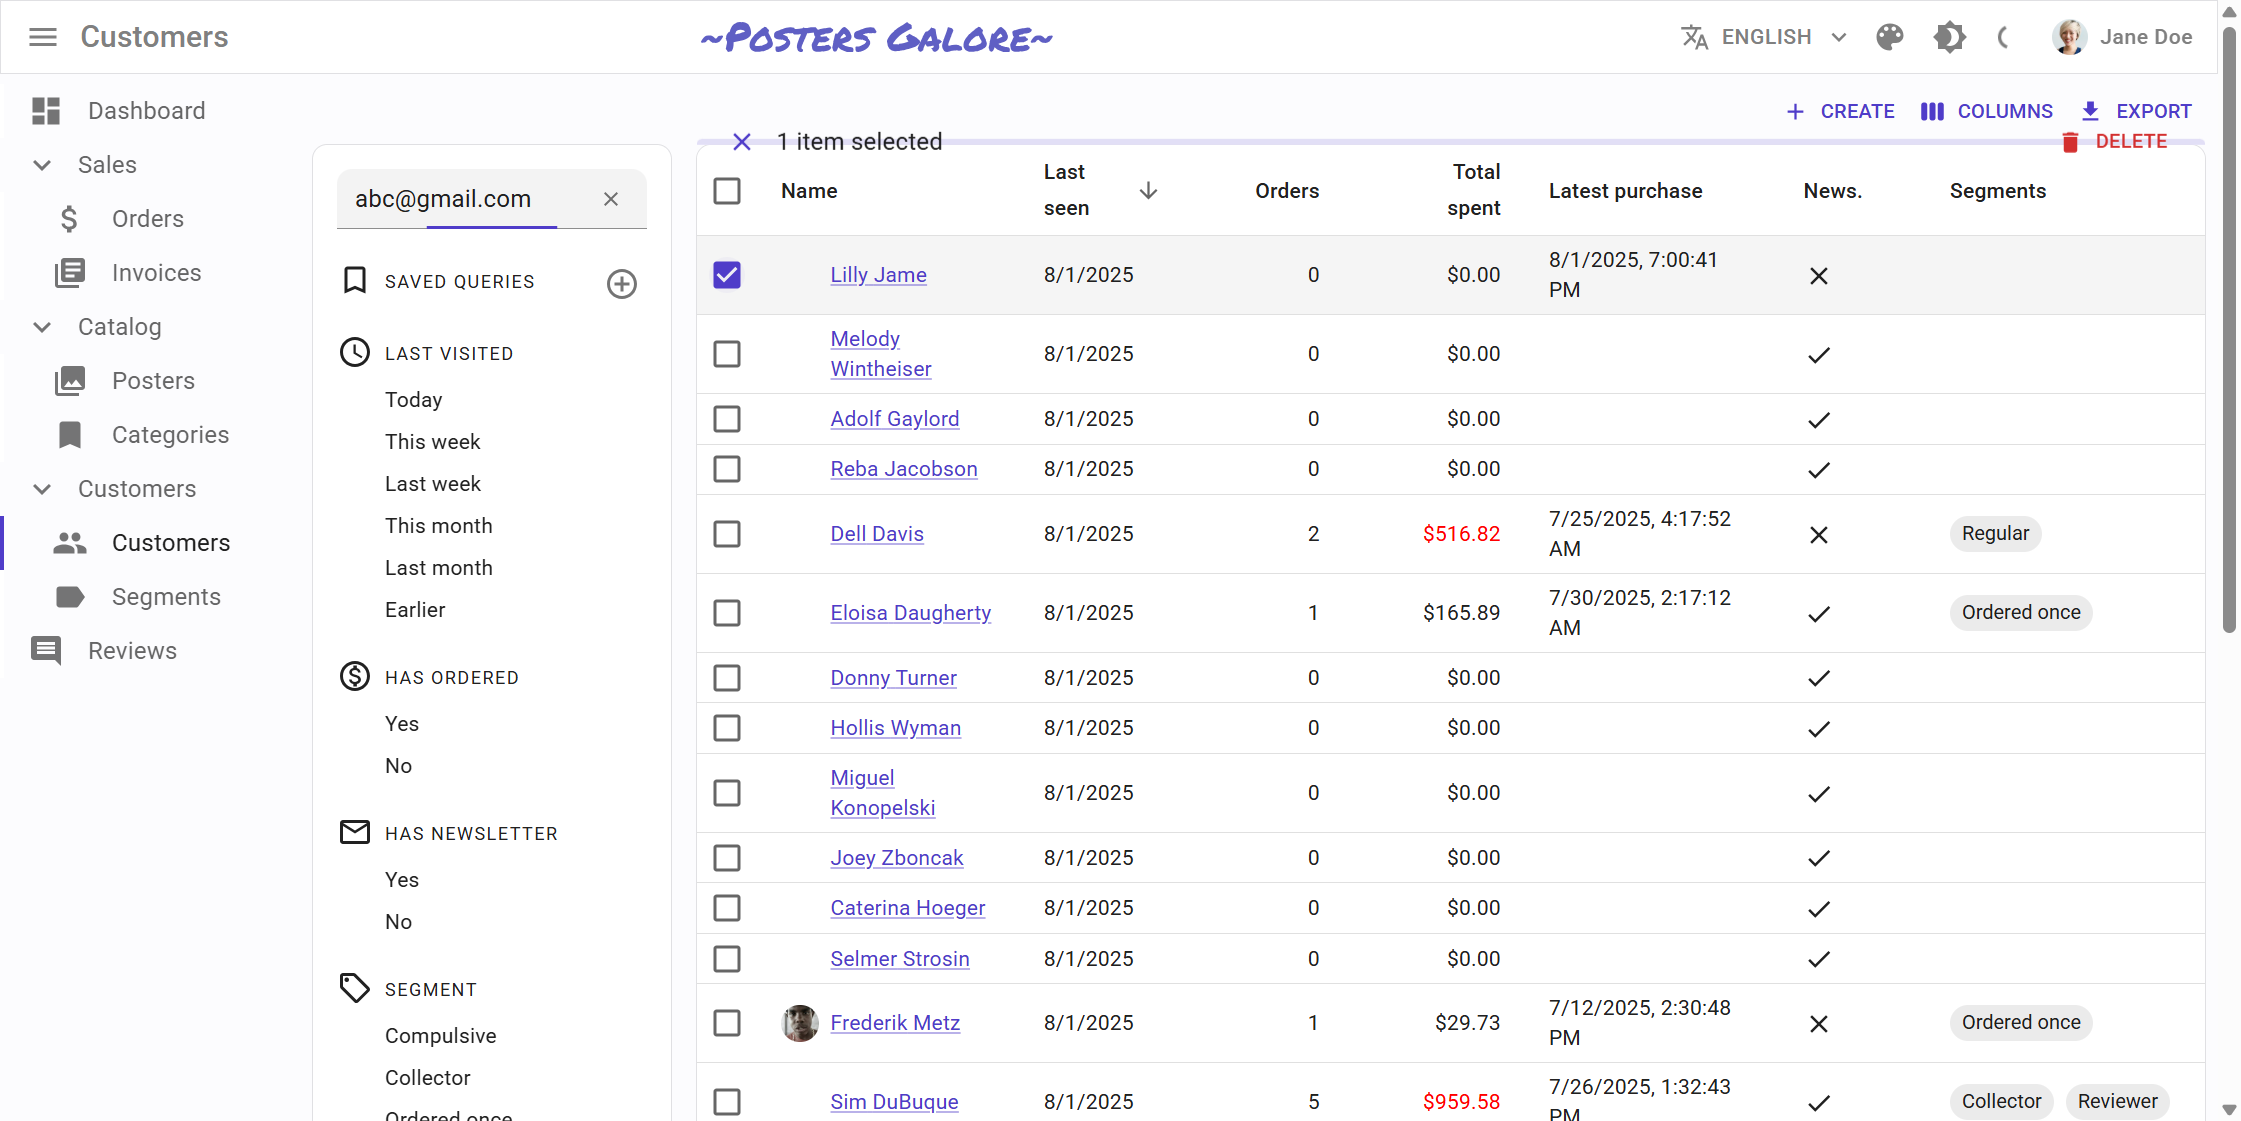 Customers
~Posters Galore~
ENGLISH
Jane Doe
Dashboard
Sales
Orders
Invoices
Catalog
Posters
Categories
Customers
Customers
Segments
Reviews
abc@gmail.com
SAVED QUERIES
LAST VISITED
Today
This week
Last week
This month
Last month
Earlier
HAS ORDERED
Yes
No
HAS NEWSLETTER
Yes
No
SEGMENT
Compulsive
Collector
Ordered once
CREATE
COLUMNS
EXPORT
1 item selected
DELETE
Name
Last
seen
Orders
Total
spent
Latest purchase
News.
Segments
Lilly Jame 8/1/2025 0 $0.00 8/1/2025, 7:00:41
PM
Melody
Wintheiser 8/1/2025 0 $0.00
Adolf Gaylord 8/1/2025 0 $0.00
Reba Jacobson 8/1/2025 0 $0.00
Dell Davis 8/1/2025 2 $516.82 7/25/2025, 4:17:52
AM Regular
Eloisa Daugherty 8/1/2025 1 $165.89 7/30/2025, 2:17:12
AM Ordered once
Donny Turner 8/1/2025 0 $0.00
Hollis Wyman 8/1/2025 0 $0.00
Miguel
Konopelski 8/1/2025 0 $0.00
Joey Zboncak 8/1/2025 0 $0.00
Caterina Hoeger 8/1/2025 0 $0.00
Selmer Strosin 8/1/2025 0 $0.00
Frederik Metz 8/1/2025 1 $29.73 7/12/2025, 2:30:48
PM Ordered once
Sim DuBuque 8/1/2025 5 $959.58 7/26/2025, 1:32:43
PM Collector Reviewer